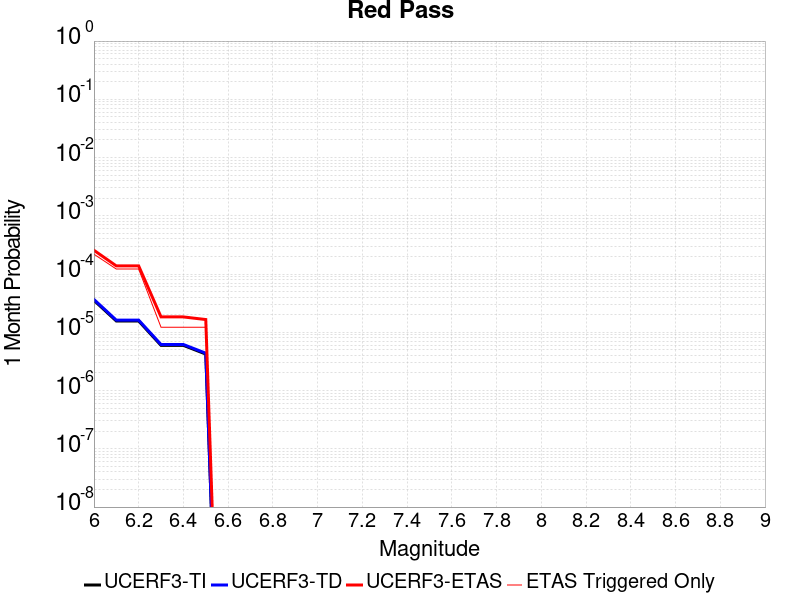 Red Pass
10^0
10^-1
10^-2
10^-3
10^-4
10^-5
10^-6
10^-7
10^-8
1 Month Probability
6 6.2 6.4 6.6 6.8 7 7.2 7.4 7.6 7.8 8 8.2 8.4 8.6 8.8 9
Magnitude
UCERF3-TI UCERF3-TD UCERF3-ETAS ETAS Triggered Only